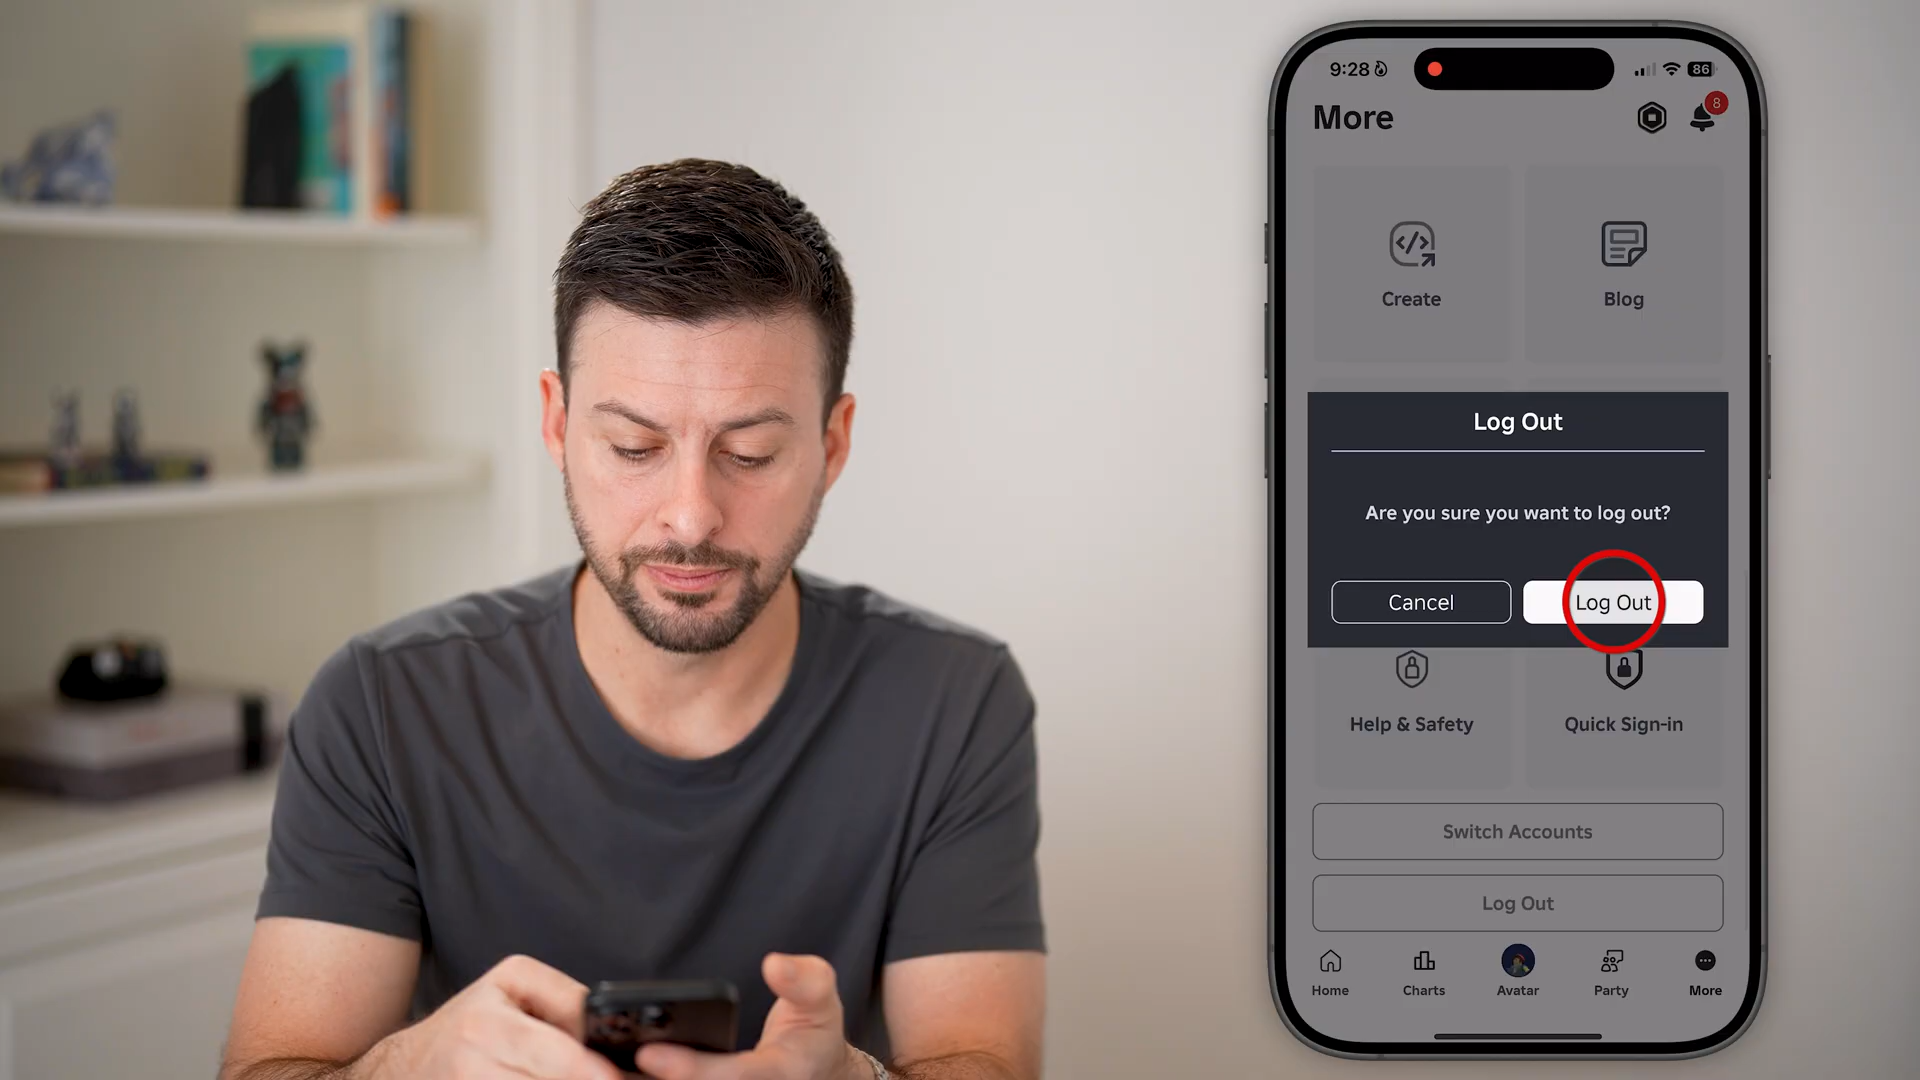 9:28
86
More
8
Create
Blog
Log Out
Are you sure you want to log out?
Cancel
Log Out
Help & Safety
Quick Sign-in
Switch Accounts
Log Out
Home
Charts
Avatar
Party
More